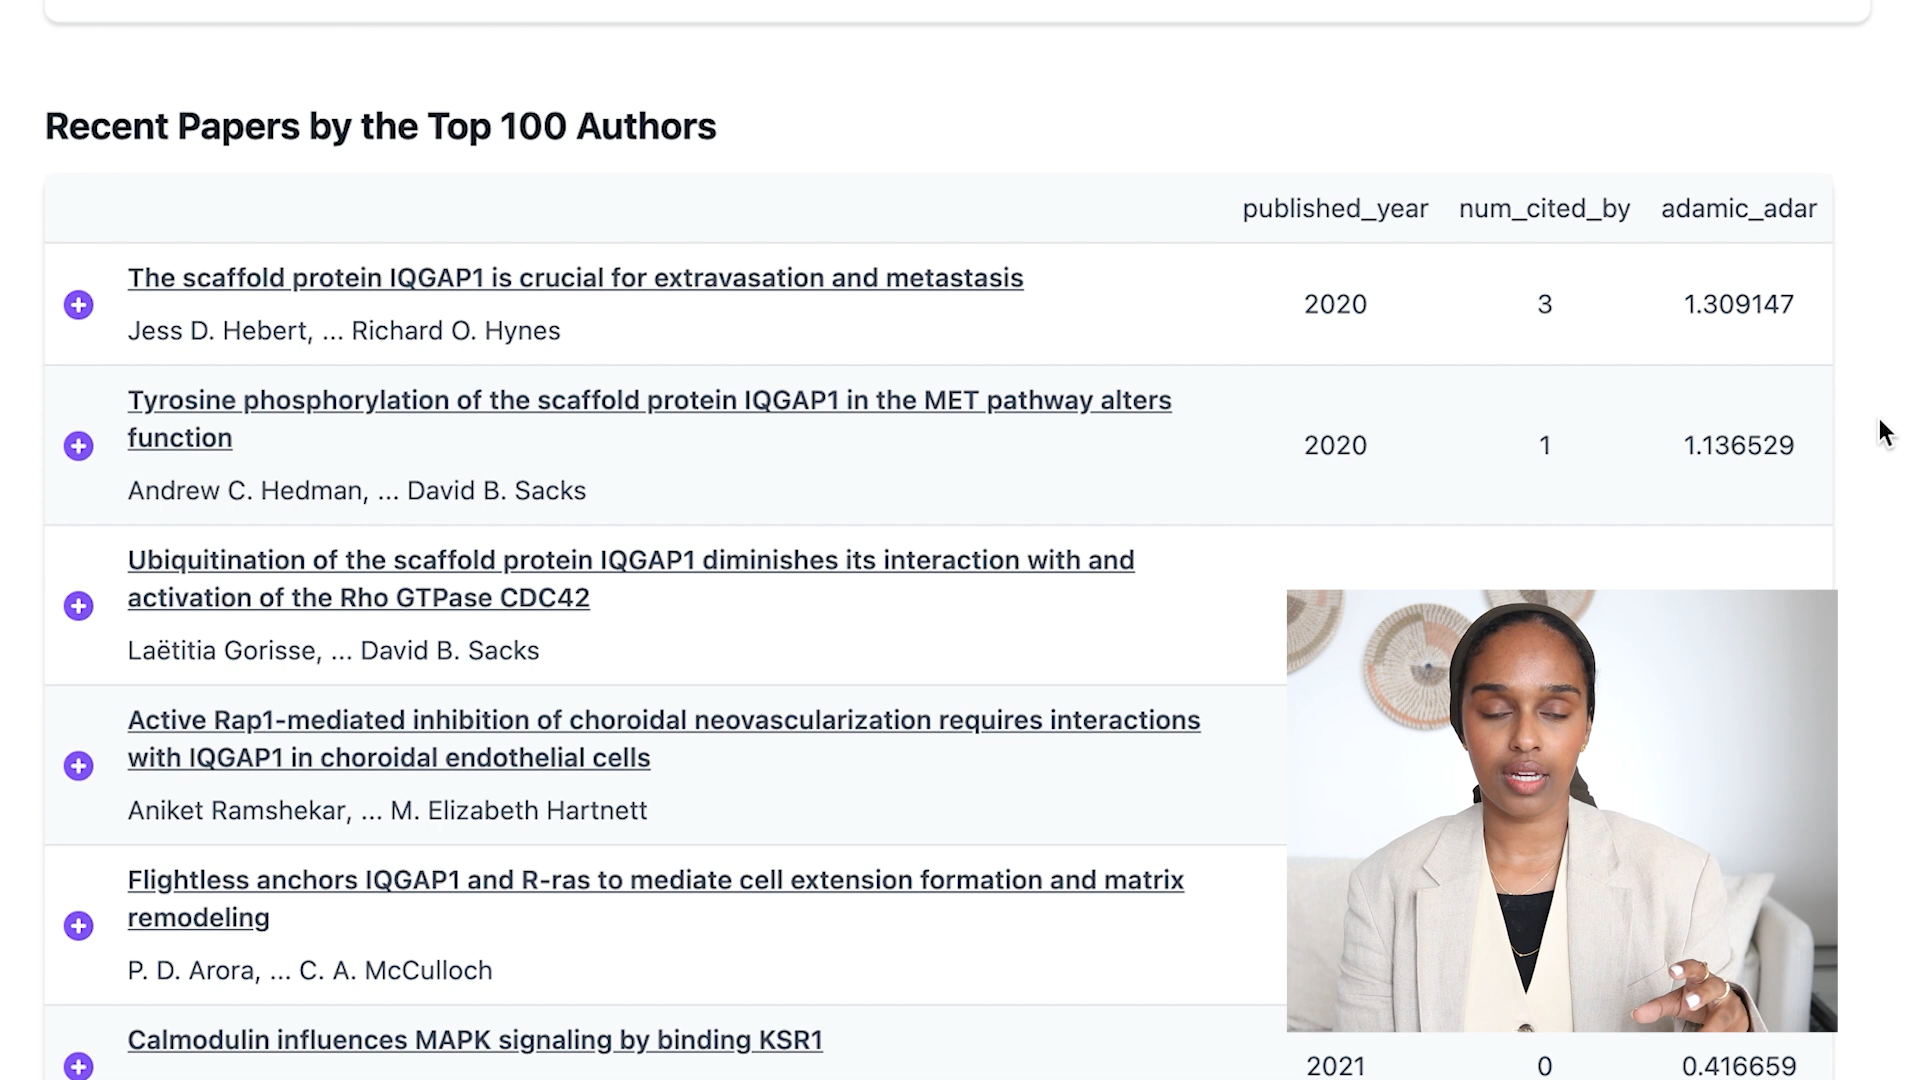 Recent Papers by the Top 100 Authors
published_year num_cited_by adamic_adar
The scaffold protein IQGAP1 is crucial for extravasation and metastasis
Jess D. Hebert, ... Richard O. Hynes
2020 3 1.309147
Tyrosine phosphorylation of the scaffold protein IQGAP1 in the MET pathway alters
function
Andrew C. Hedman, ... David B. Sacks
2020 1 1.136529
Ubiquitination of the scaffold protein IQGAP1 diminishes its interaction with and
activation of the Rho GTPase CDC42
Laëtitia Gorisse, ... David B. Sacks
Active Rap1-mediated inhibition of choroidal neovascularization requires interactions
with IQGAP1 in choroidal endothelial cells
Aniket Ramshekar, ... M. Elizabeth Hartnett
Flightless anchors IQGAP1 and R-ras to mediate cell extension formation and matrix
remodeling
P. D. Arora, ... C. A. McCulloch
Calmodulin influences MAPK signaling by binding KSR1
2021 0 0.416659